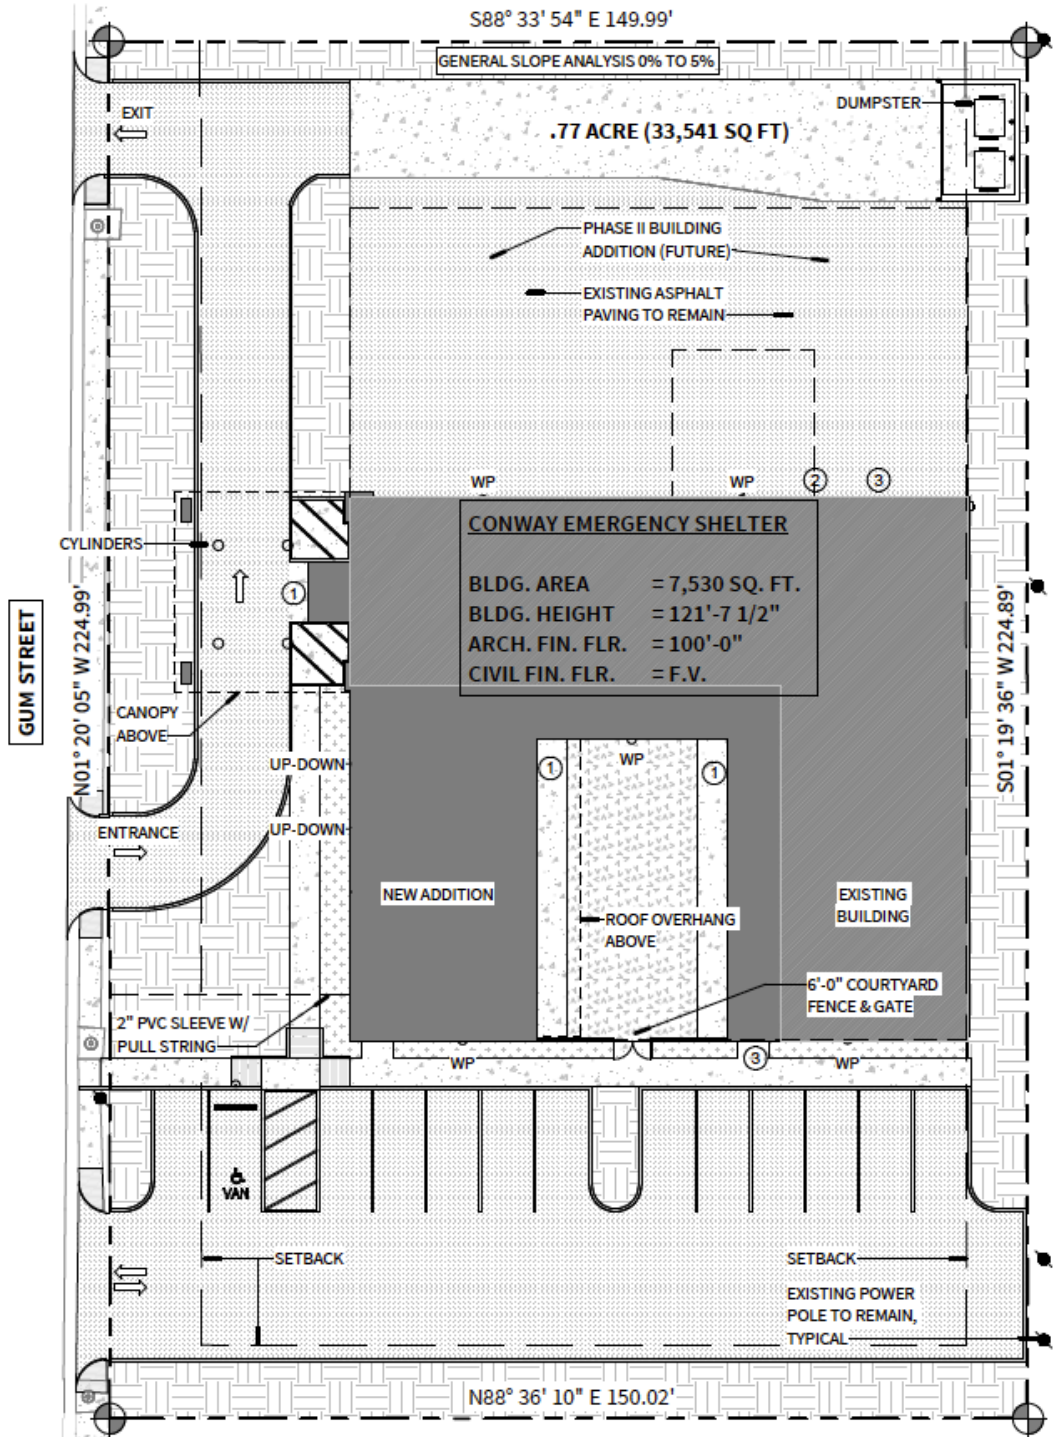 S88° 33' 54" E 149.99'
GENERAL SLOPE ANALYSIS 0% TO 5%
EXIT
DUMPSTER
.77 ACRE (33,541 SQ FT)
PHASE II BUILDING
ADDITION (FUTURE)
EXISTING ASPHALT
PAVING TO REMAIN
WP
WP
2
3
CONWAY EMERGENCY SHELTER
BLDG. AREA = 7,530 SQ. FT.
BLDG. HEIGHT = 121'-7 1/2"
ARCH. FIN. FLR. = 100'-0"
CIVIL FIN. FLR. = F.V.
CYLINDERS
1
GUM STREET
N01° 20' 05" W 224.99'
S01° 19' 36" W 224.89'
CANOPY
ABOVE
UP-DOWN
UP-DOWN
1
WP
1
ENTRANCE
NEW ADDITION
EXISTING
BUILDING
ROOF OVERHANG
ABOVE
6'-0" COURTYARD
FENCE & GATE
2" PVC SLEEVE W/
PULL STRING
WP
3
WP
VAN
SETBACK
SETBACK
EXISTING POWER
POLE TO REMAIN,
TYPICAL
N88° 36' 10" E 150.02'